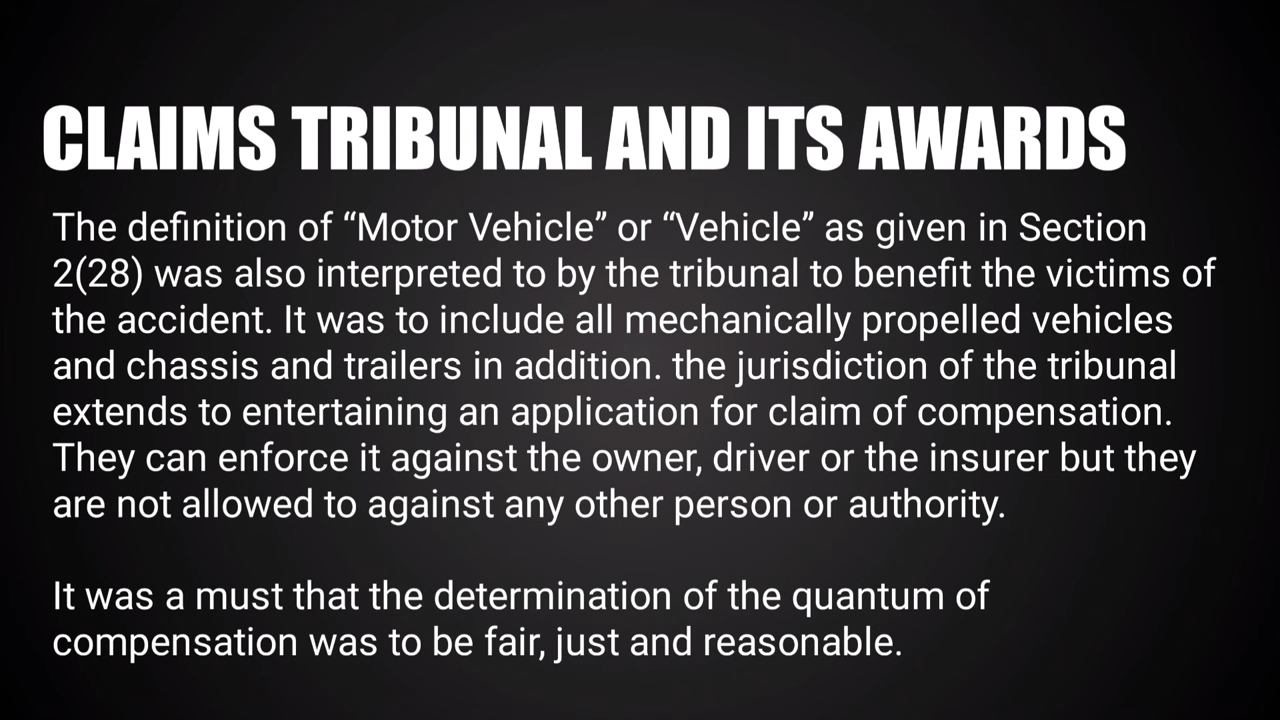 CLAIMS TRIBUNAL AND ITS AWARDS
The definition of “Motor Vehicle” or “Vehicle” as given in Section
2(28) was also interpreted to by the tribunal to benefit the victims of
the accident. It was to include all mechanically propelled vehicles
and chassis and trailers in addition. the jurisdiction of the tribunal
extends to entertaining an application for claim of compensation.
They can enforce it against the owner, driver or the insurer but they
are not allowed to against any other person or authority.
It was a must that the determination of the quantum of
compensation was to be fair, just and reasonable.